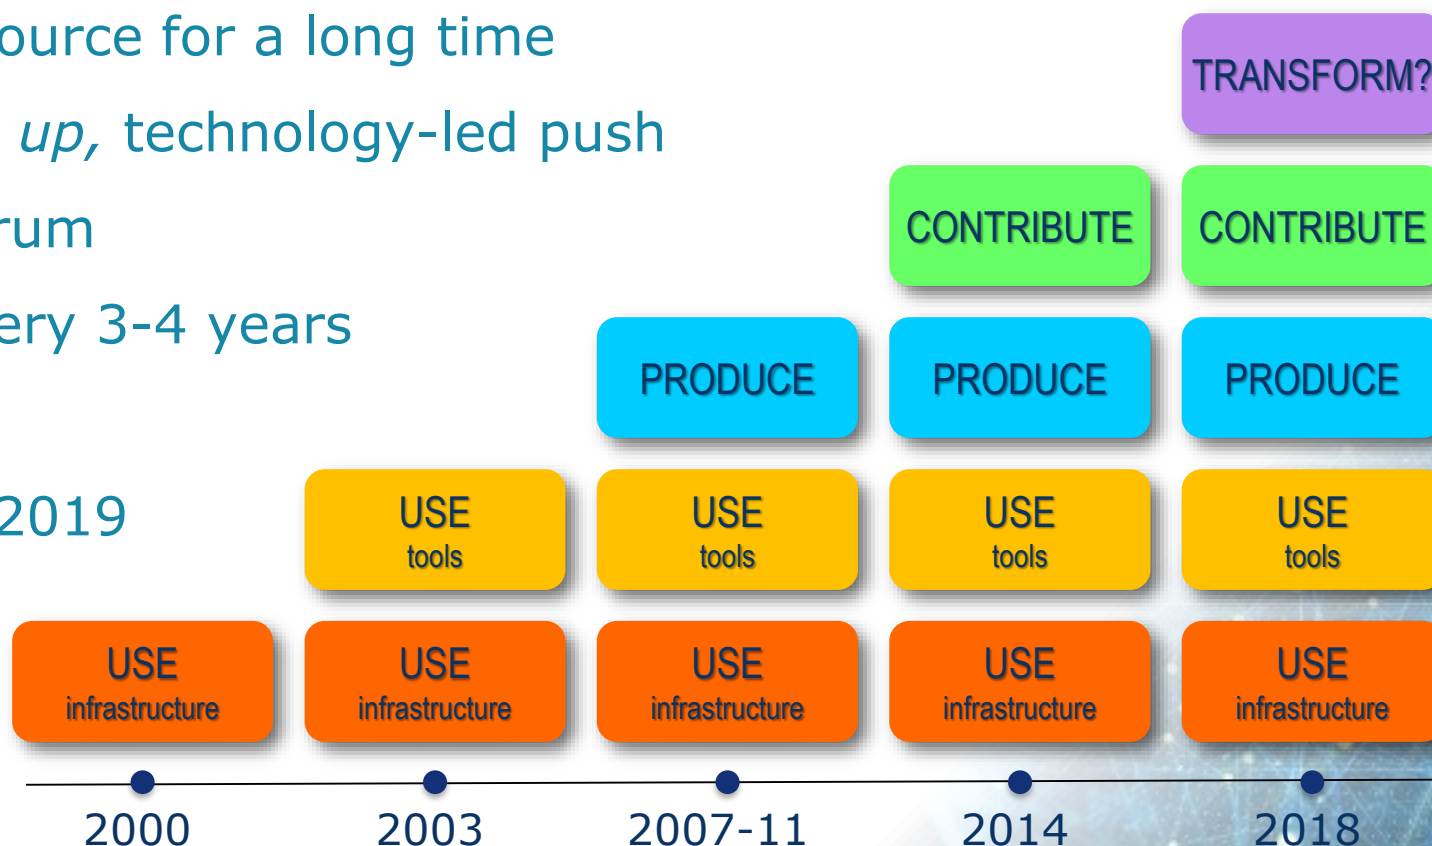 ource for a long time
up, technology-led push
rum
ery 3-4 years
2019
TRANSFORM?
CONTRIBUTE CONTRIBUTE
PRODUCE PRODUCE PRODUCE
USE USE USE USE
tools tools tools tools
USE USE USE USE USE
infrastructure infrastructure infrastructure infrastructure infrastructure
2000 2003 2007-11 2014 2018